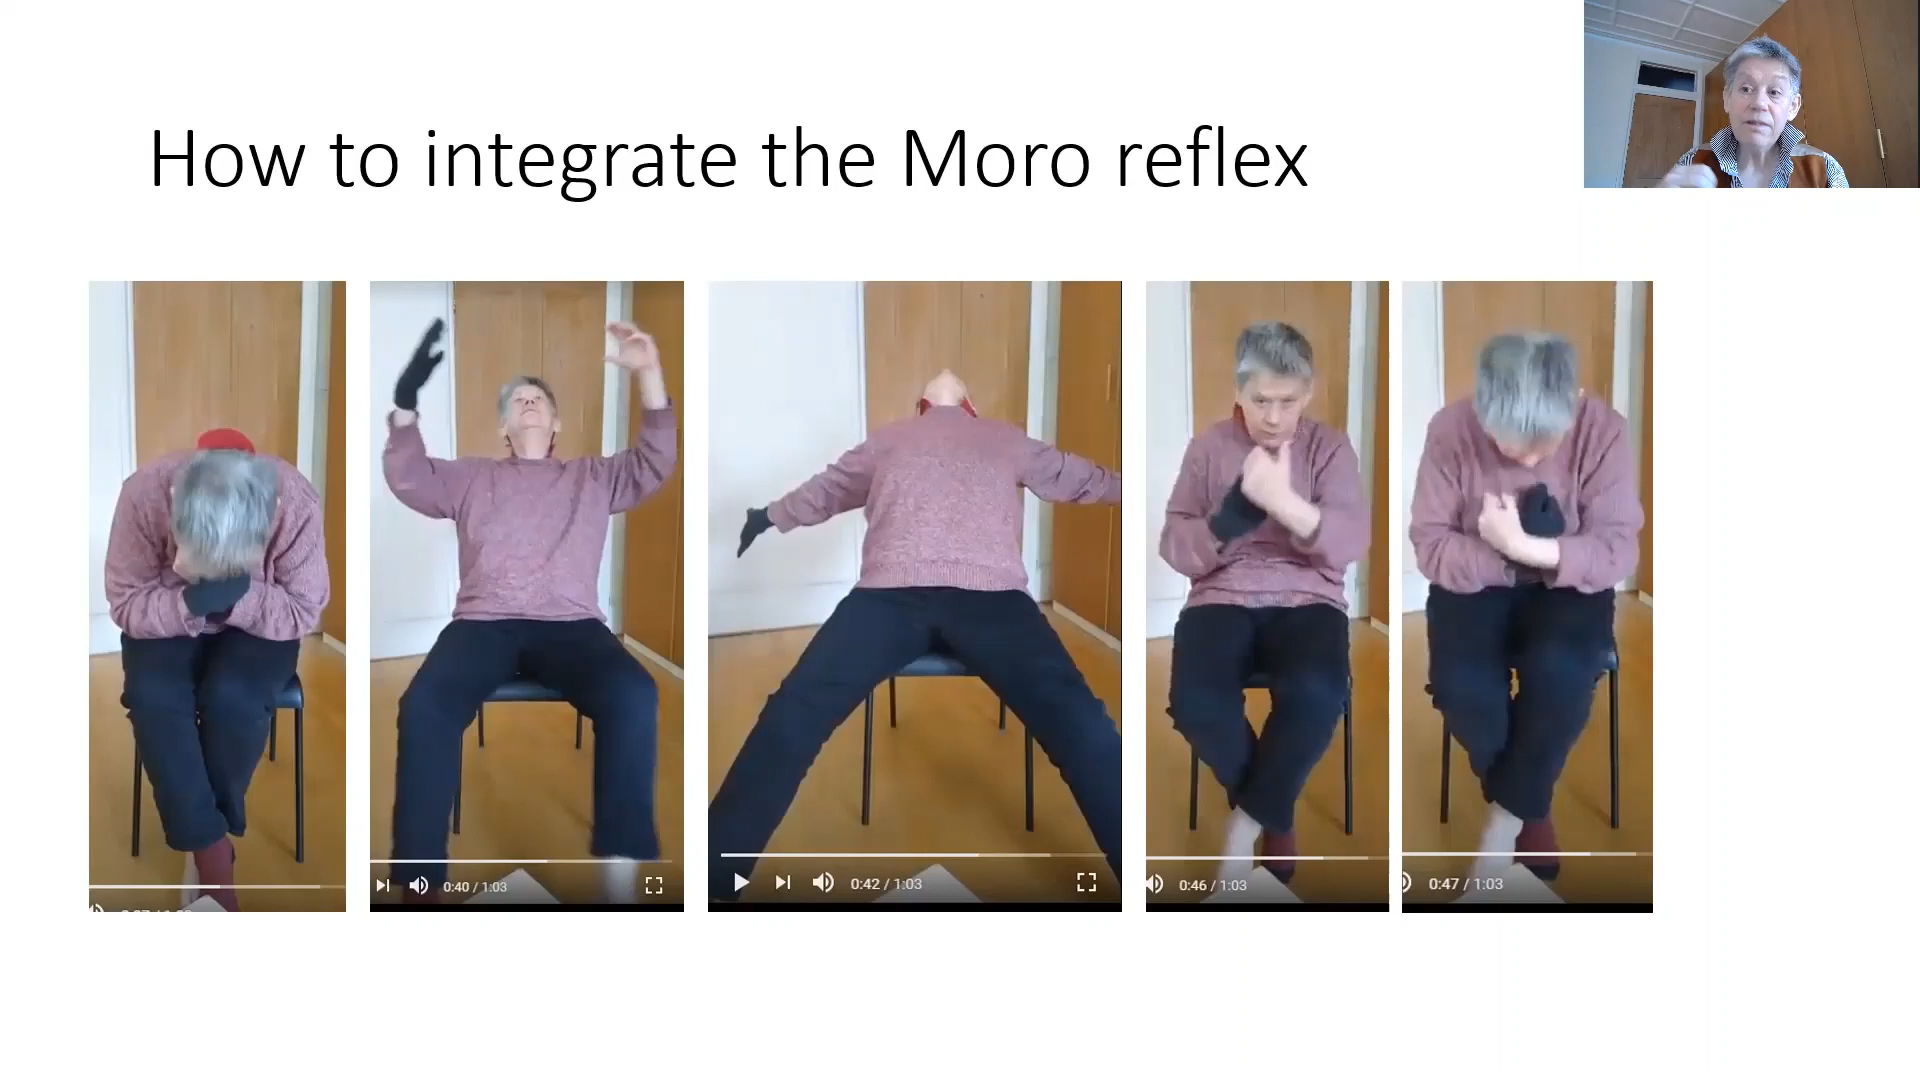 How to integrate the Moro reflex
0:40 / 1:03
0:42 / 1:03
0:46 / 1:03
0:47 / 1:03